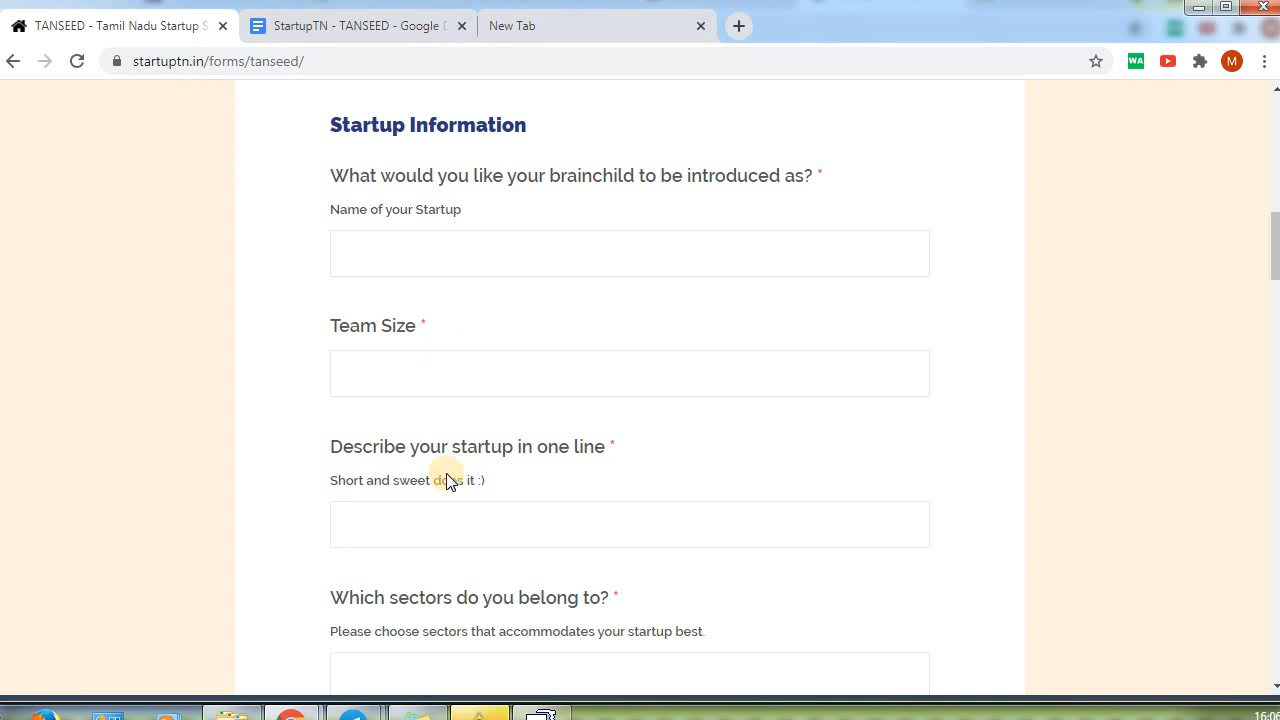 TANSEED - Tamil Nadu Startup S
StartupTN - TANSEED - Google D
New Tab
startuptn.in/forms/tanseed/
WA
M
Startup Information
What would you like your brainchild to be introduced as? *
Name of your Startup
Team Size *
Describe your startup in one line *
Short and sweet does it :)
Which sectors do you belong to? *
Please choose sectors that accommodates your startup best.